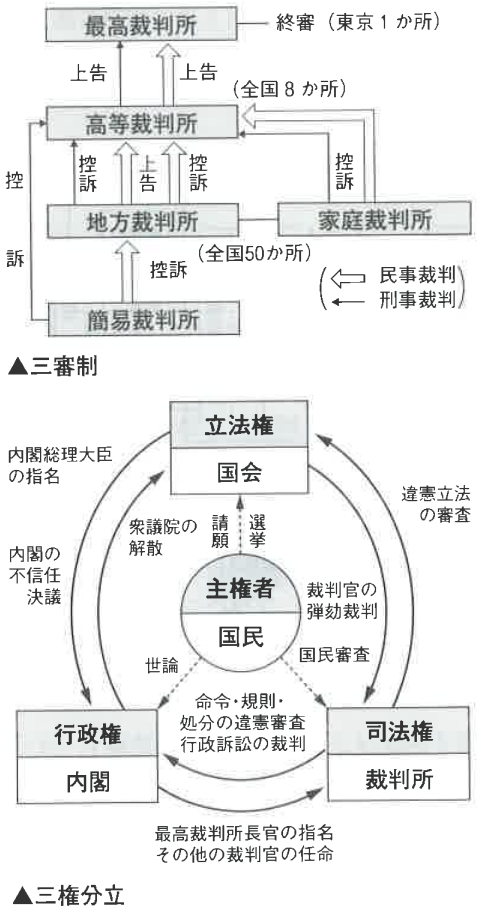 最高裁判所
終審（東京１か所）
上告
上告
（全国８か所）
高等裁判所
控訴
控訴
上告
控訴
控訴
地方裁判所
家庭裁判所
（全国50か所）
控訴
民事裁判
刑事裁判
簡易裁判所
▲三審制
立法権
国会
内閣総理大臣
の指名
違憲立法
の審査
衆議院の
解散
請願
選挙
内閣の
不信任
決議
主権者
国民
裁判官の
弾劾裁判
世論
国民審査
命令・規則・
処分の違憲審査
行政訴訟の裁判
行政権
内閣
司法権
裁判所
最高裁判所長官の指名
その他の裁判官の任命
▲三権分立